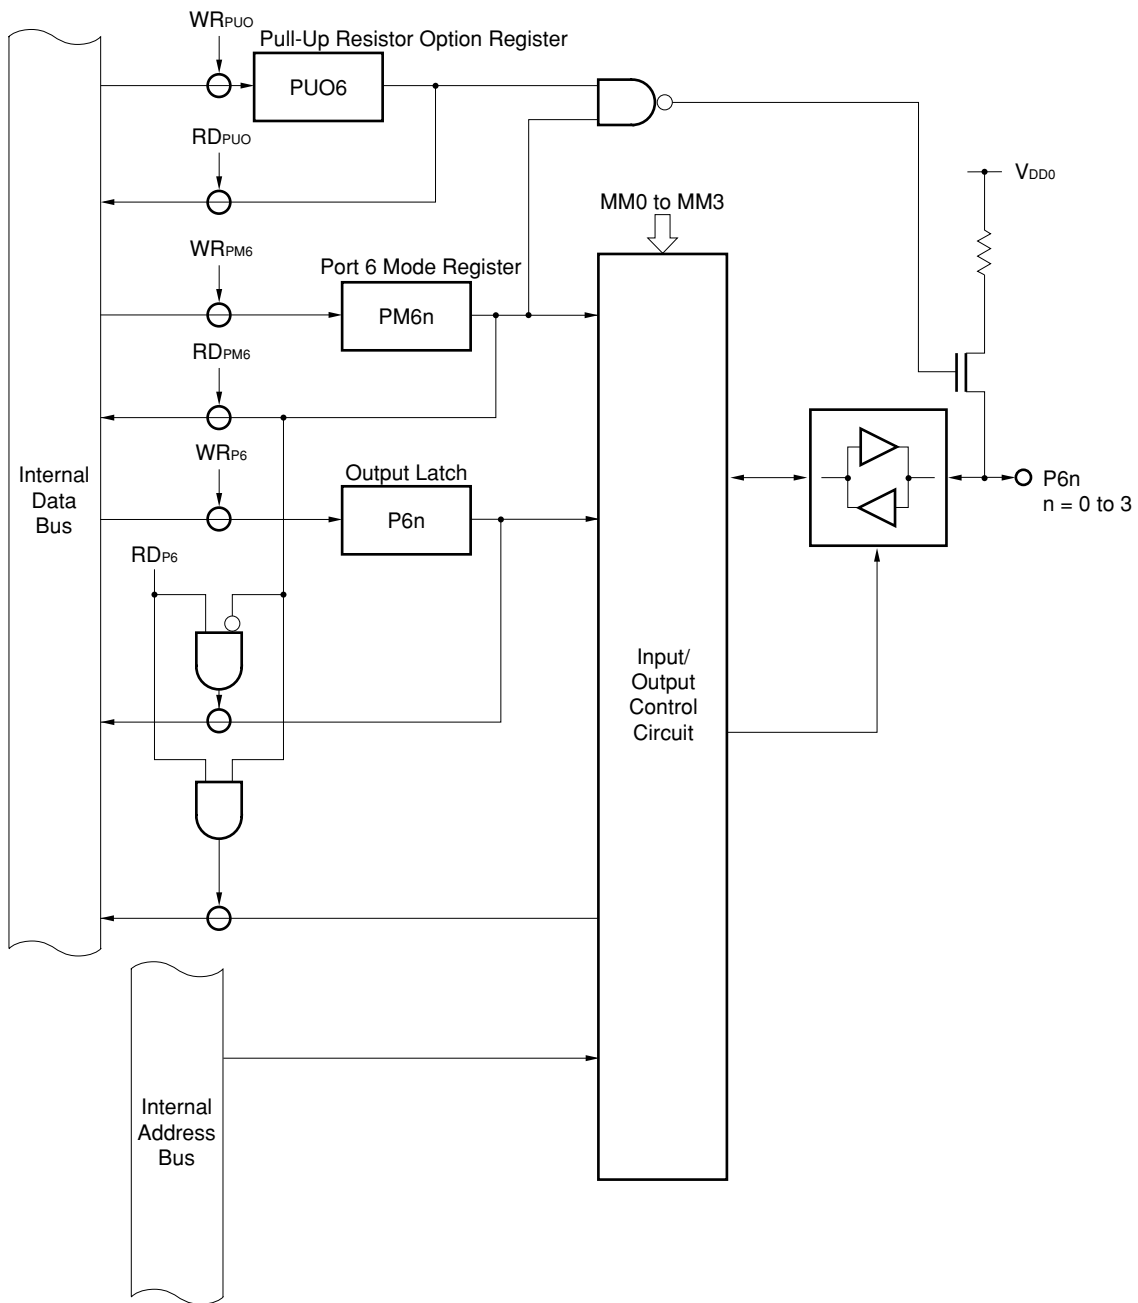 WRPUO
Pull-Up Resistor Option Register
PUO6
RDPUO
VDD0
MM0 to MM3
WRPM6
Port 6 Mode Register
PM6n
RDPM6
WRP6
Output Latch
P6n
Internal
Data
Bus
P6n
n = 0 to 3
RDP6
Input/
Output
Control
Circuit
Internal
Address
Bus